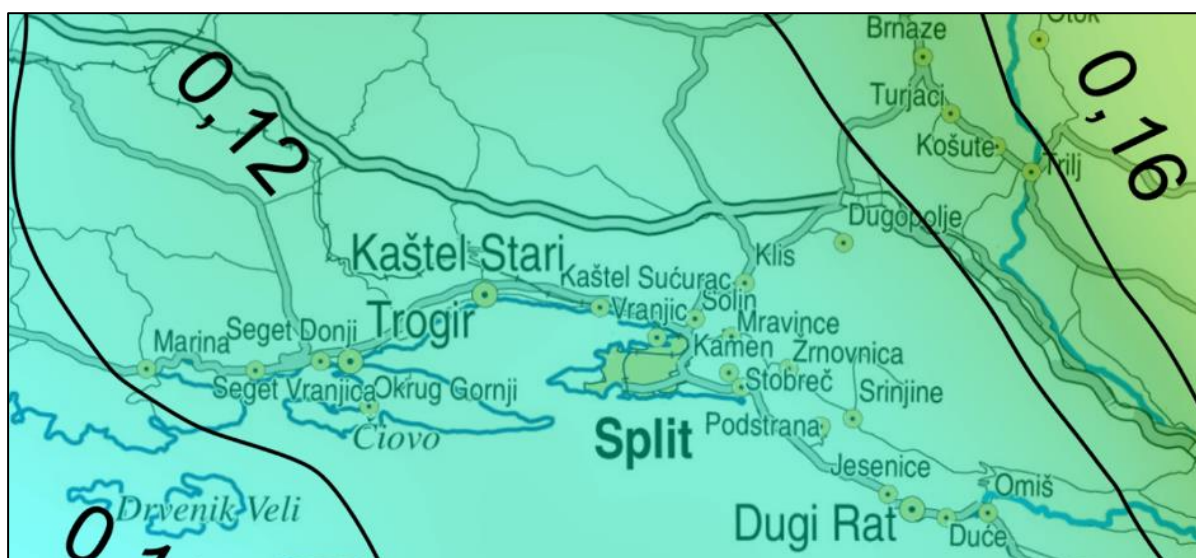 Otok
Brnaze
0,12
0,16
Turjaci
Košute
Trilj
Dugopolje
Kaštel Stari
Klis
Kaštel Sućurac
Trogir
Vranjic
Solin
Mravince
Marina
Seget Donji
Kamen
Žrnovnica
Seget Vranjica
Okrug Gornji
Stobreč
Srinjine
Čiovo
Split
Podstrana
Jesenice
Omiš
Drvenik Veli
Dugi Rat
Duće